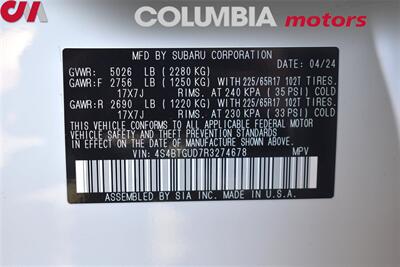 COLUMBIA motors
MFD BY SUBARU CORPORATION 04/24
GVWR: 5026 LB (2280 KG)
GAWR:F 2756 LB (1250 KG) WITH 225/65R17 102T TIRES.
17X7J RIMS AT 240 KPA ( 35 PSI) COLD
GAWR:R 2690 LB (1220 KG) WITH 225/65R17 102T TIRES.
17X7J RIMS AT 230 KPA ( 33 PSI) COLD
THIS VEHICLE CONFORMS TO ALL APPLICABLE
FEDERAL MOTOR VEHICLE SAFETY STANDARDS
IN EFFECT ON THE DATE OF MANUFACTURE
SHOWN ABOVE.
VIN: 4S4BTGUD7R3274678 MPV
ASSEMBLED BY SIA INC. MADE IN U.S.A.